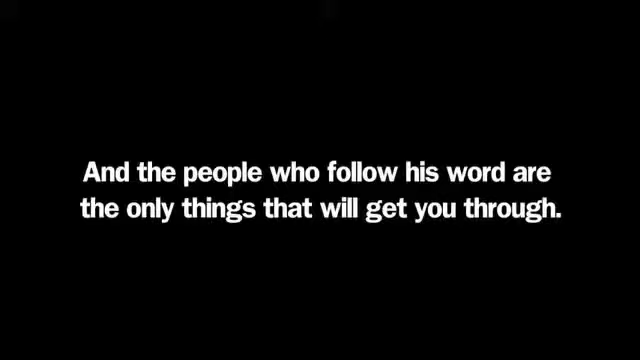 And the people who follow his word are
the only things that will get you through.